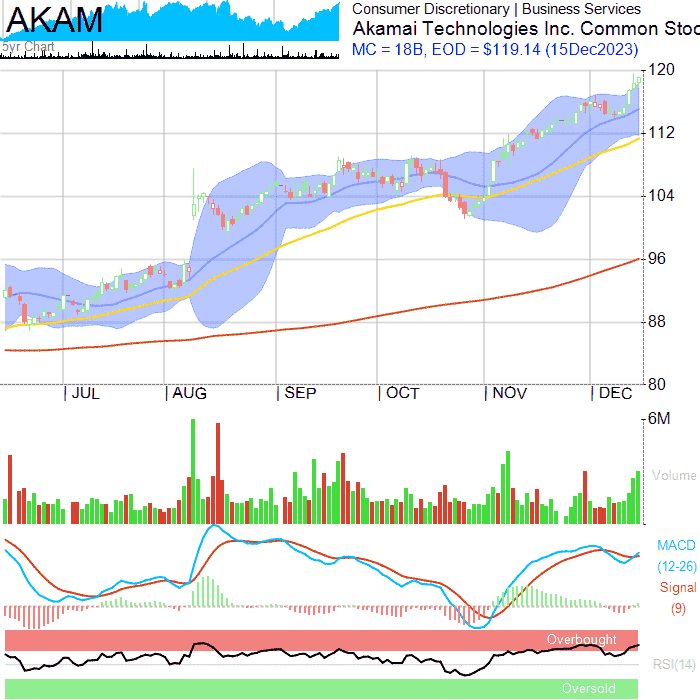 AKAM
5yr Chart
Consumer Discretionary | Business Services
Akamai Technologies Inc. Common Stoc
MC = 18B, EOD = $119.14 (15Dec2023)
120
112
104
96
88
80
| JUL | AUG | SEP | OCT | NOV | DEC
6M
Volume
MACD
(12-26)
Signal
(9)
Overbought
RSI(14)
Oversold